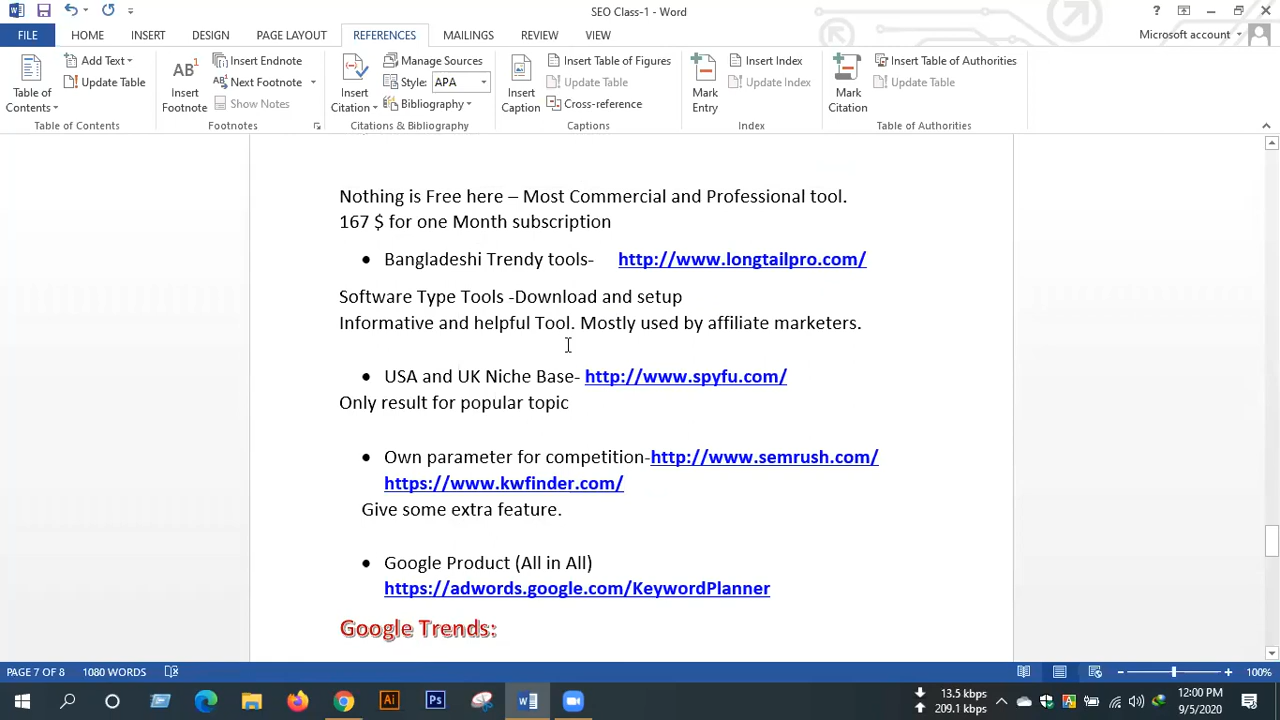 SEO Class-1 - Word
?
FILE HOME INSERT DESIGN PAGE LAYOUT REFERENCES MAILINGS REVIEW VIEW Microsoft account
Table of Contents
Add Text
Update Table
Table of Contents
AB¹
Insert Footnote
Insert Endnote
Next Footnote
Show Notes
Footnotes
Insert Citation
Manage Sources
Style: APA
Bibliography
Citations & Bibliography
Insert Caption
Insert Table of Figures
Update Table
Cross-reference
Captions
Mark Entry
Insert Index
Update Index
Index
Mark Citation
Insert Table of Authorities
Update Table
Table of Authorities
Nothing is Free here – Most Commercial and Professional tool.
167 $ for one Month subscription
• Bangladeshi Trendy tools- http://www.longtailpro.com/
Software Type Tools -Download and setup
Informative and helpful Tool. Mostly used by affiliate marketers.
• USA and UK Niche Base- http://www.spyfu.com/
Only result for popular topic
• Own parameter for competition-http://www.semrush.com/
https://www.kwfinder.com/
Give some extra feature.
• Google Product (All in All)
https://adwords.google.com/KeywordPlanner
Google Trends:
PAGE 7 OF 8 1080 WORDS 100%
Ai Ps
13.5 kbps
209.1 kbps
12:00 PM
9/5/2020